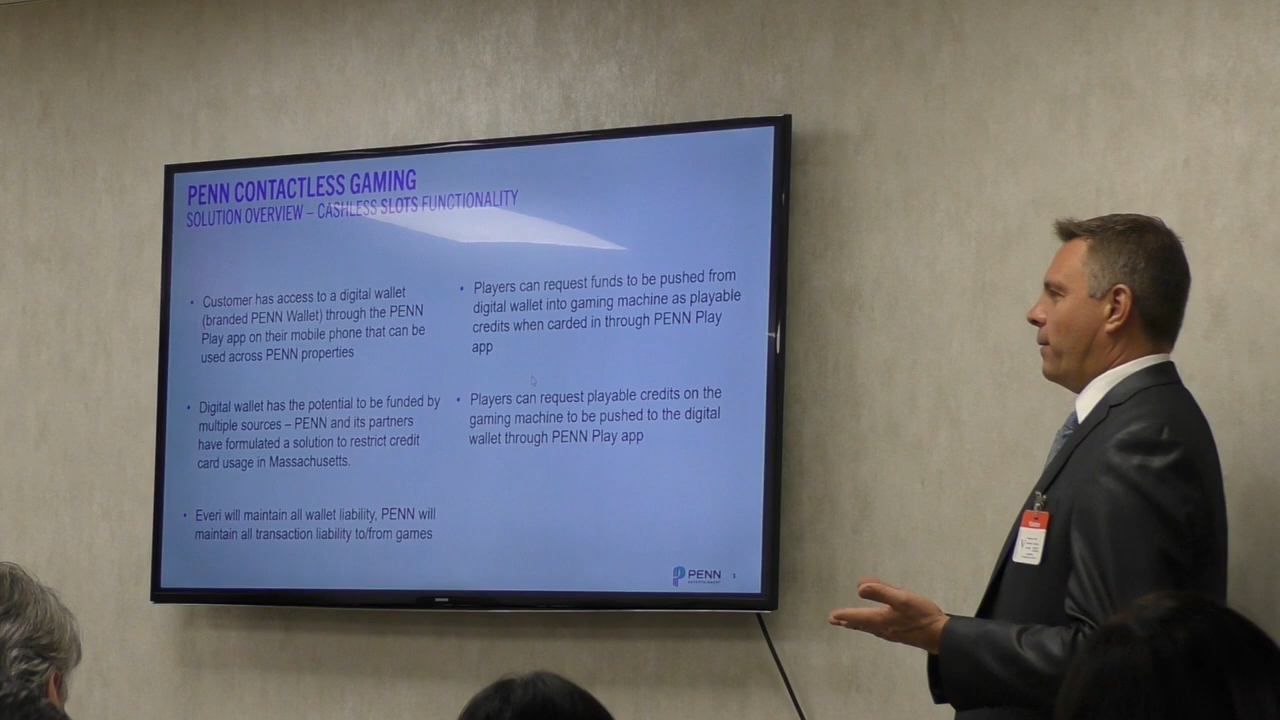 PENN CONTACTLESS GAMING
SOLUTION OVERVIEW – CASHLESS SLOTS FUNCTIONALITY
• Customer has access to a digital wallet
(branded PENN Wallet) through the PENN
Play app on their mobile phone that can be
used across PENN properties
• Digital wallet has the potential to be funded by
multiple sources – PENN and its partners
have formulated a solution to restrict credit
card usage in Massachusetts.
• Everi will maintain all wallet liability, PENN will
maintain all transaction liability to/from games
• Players can request funds to be pushed from
digital wallet into gaming machine as playable
credits when carded in through PENN Play
app
• Players can request playable credits on the
gaming machine to be pushed to the digital
wallet through PENN Play app
PENN
ENTERTAINMENT